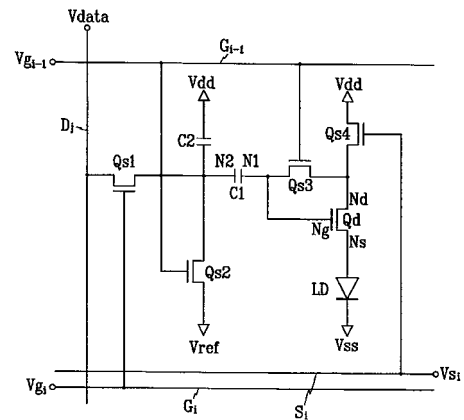 Vdata
Vgi-1
Gi-1
Vdd
Vdd
Dj
C2
Qs4
Qs1
N2 N1
C1
Qs3
Nd
Ng
Qd
Ns
Qs2
LD
Vref
Vss
Vsi
Vgi
Gi
Si